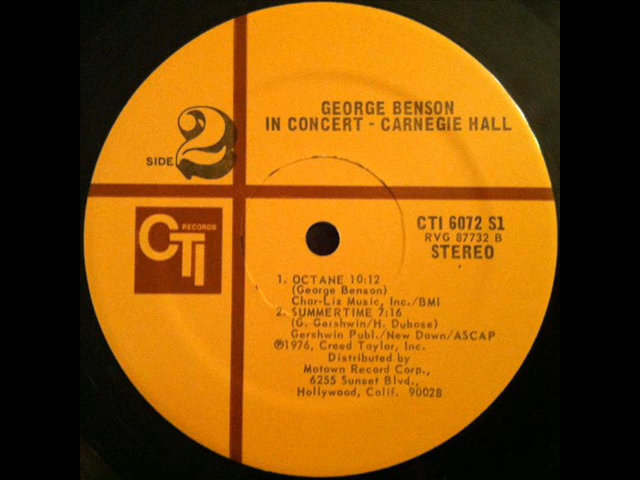 GEORGE BENSON
IN CONCERT - CARNEGIE HALL
SIDE 2
CTI RECORDS
CTI 6072 S1
RVG 87732 B
STEREO
1. OCTANE 10:12
(George Benson)
Char-Liz Music, Inc./BMI
2. SUMMERTIME 7:16
(G. Gershwin/H. Dubose)
Gershwin Publ./New Dawn/ASCAP
℗1976, Creed Taylor, Inc.
Distributed by
Motown Record Corp.,
6255 Sunset Blvd.,
Hollywood, Calif. 90028